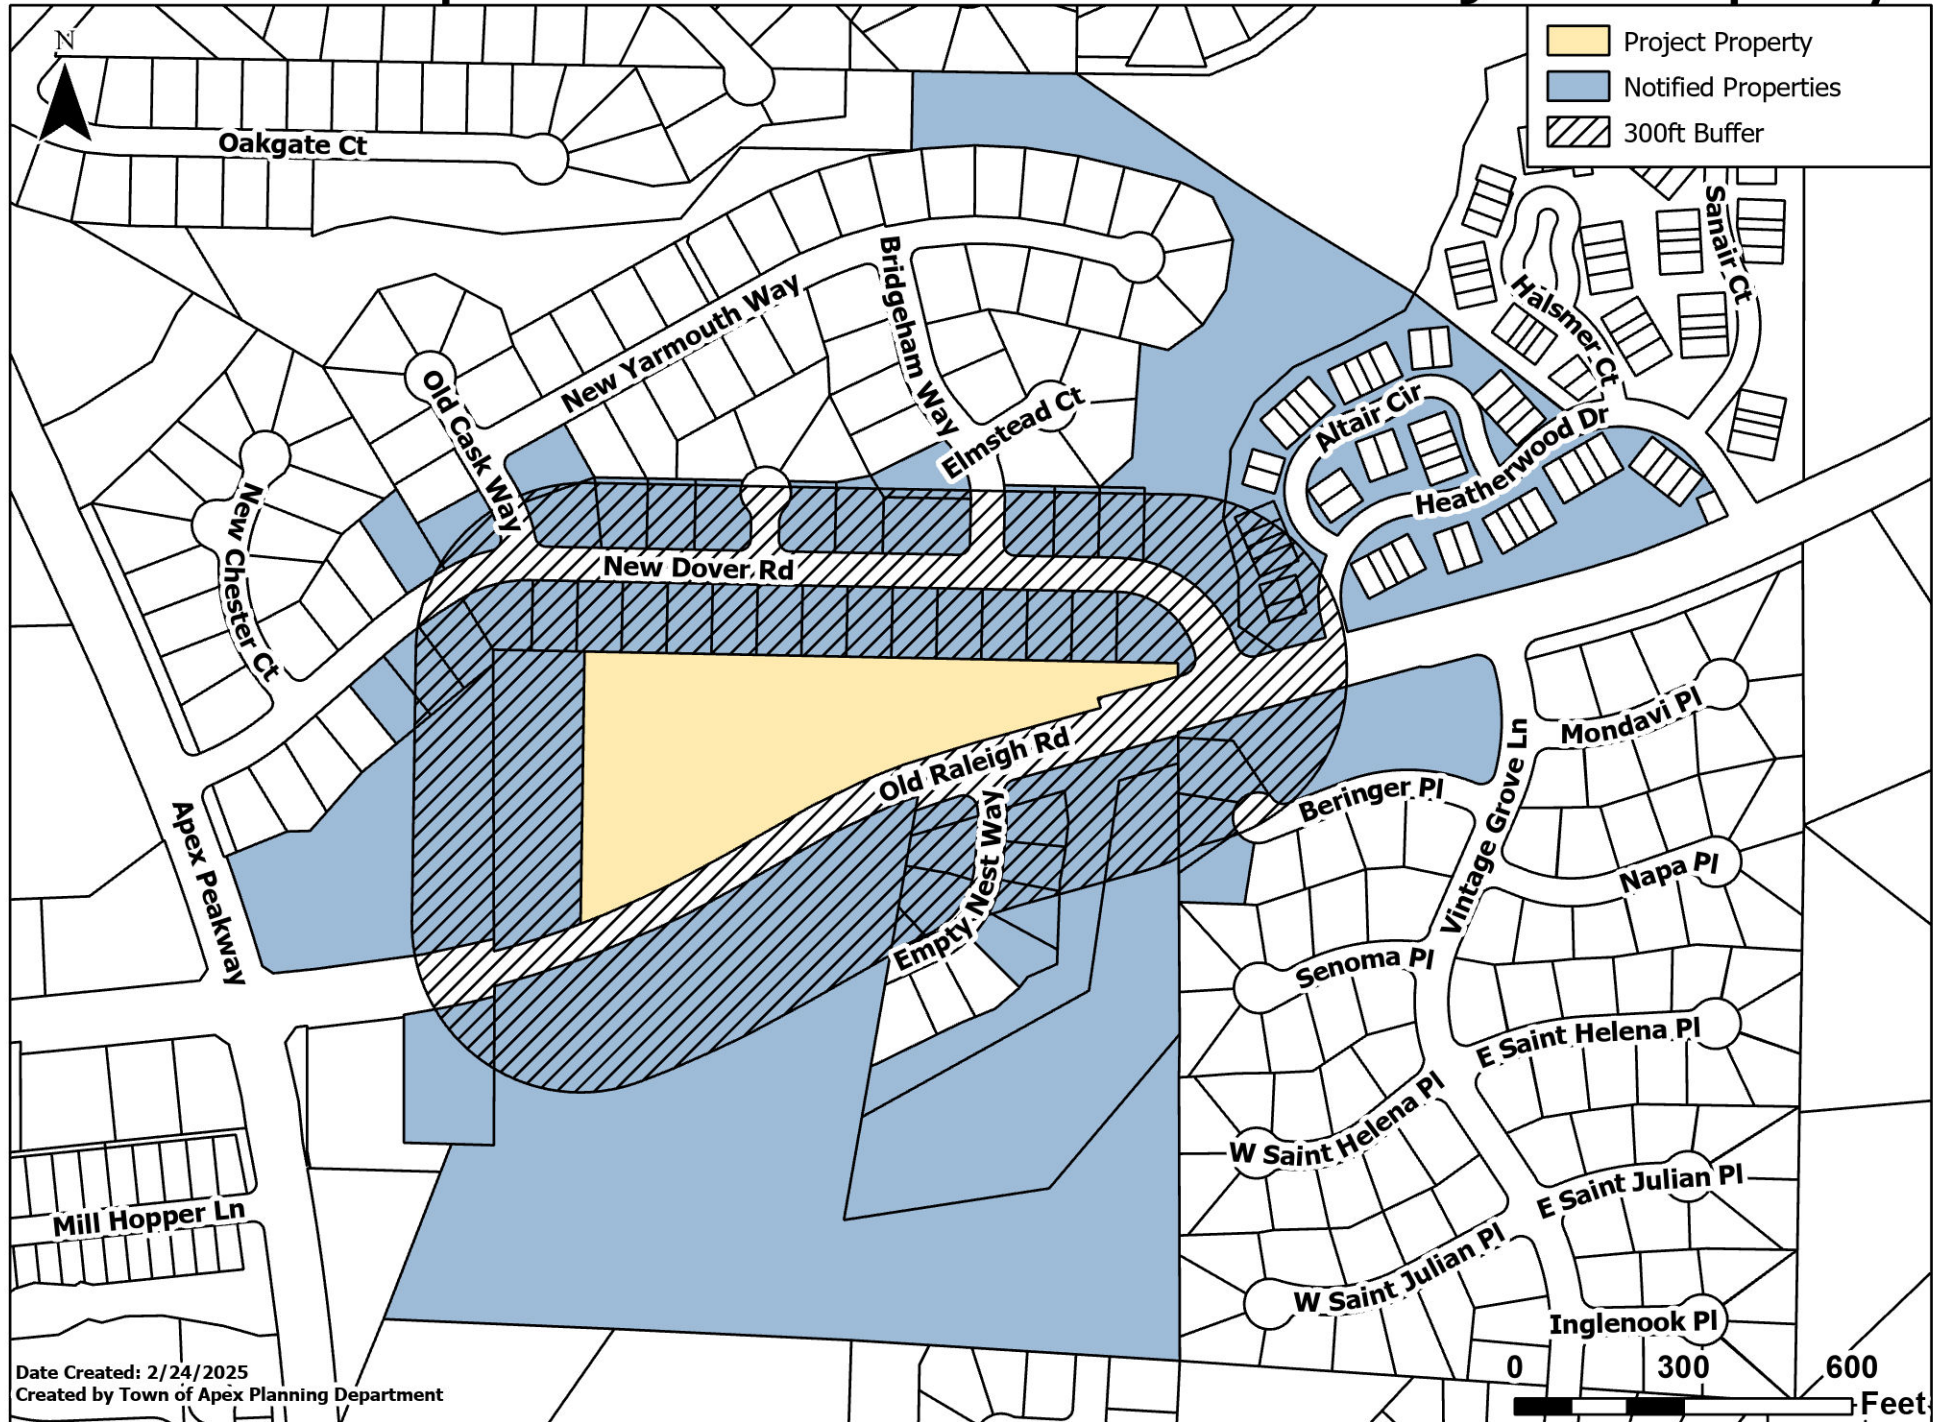 N
Project Property
Notified Properties
300ft Buffer
Oakgate Ct
Sanair Ct
Halsmer Ct
Bridgeham Way
New Yarmouth Way
Old Cask Way
Elmstead Ct
Altair Cir
Heatherwood Dr
New Chester Ct
New Dover Rd
Mondavi Pl
Old Raleigh Rd
Beringer Pl
Vintage Grove Ln
Apex Peakway
Empty Nest Way
Napa Pl
Senoma Pl
E Saint Helena Pl
W Saint Helena Pl
E Saint Julian Pl
Mill Hopper Ln
W Saint Julian Pl
Inglenook Pl
0 300 600
Feet
Date Created: 2/24/2025
Created by Town of Apex Planning Department